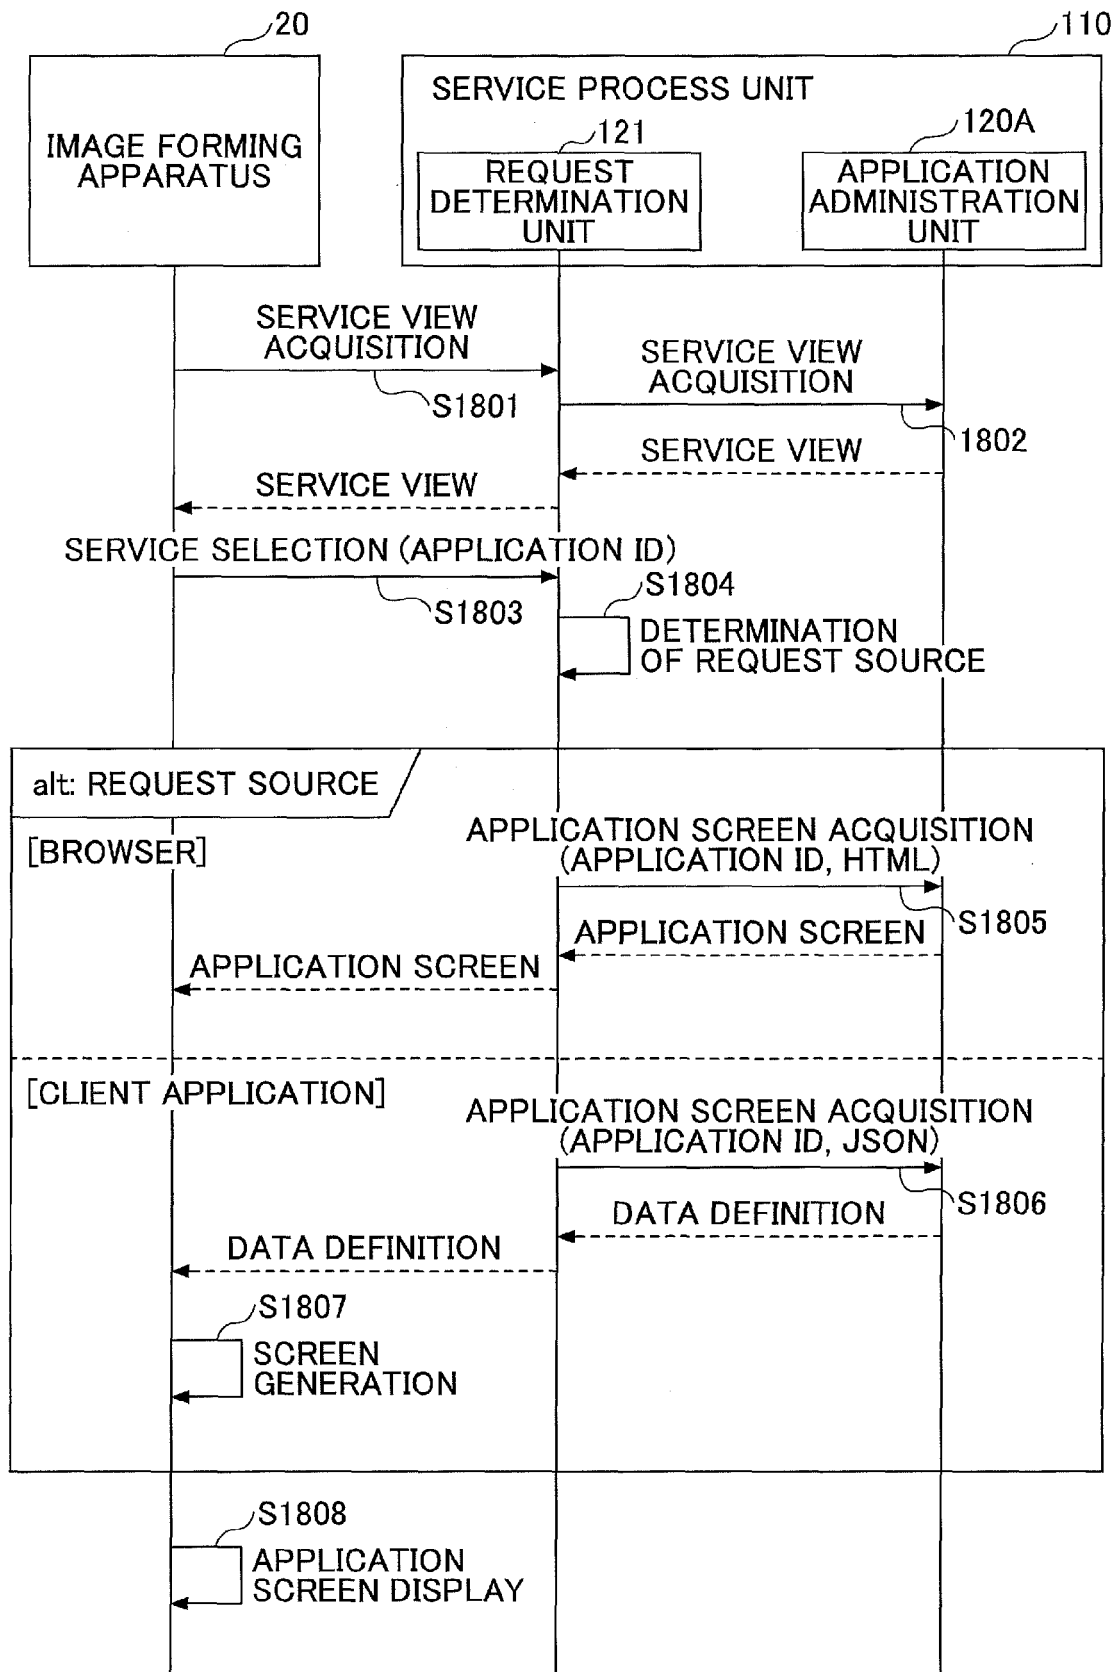 20
110
SERVICE PROCESS UNIT
IMAGE FORMING
APPARATUS
121
120A
REQUEST
DETERMINATION
UNIT
APPLICATION
ADMINISTRATION
UNIT
SERVICE VIEW
ACQUISITION
S1801
SERVICE VIEW
ACQUISITION
1802
SERVICE VIEW
SERVICE VIEW
SERVICE SELECTION (APPLICATION ID)
S1803
S1804
DETERMINATION
OF REQUEST SOURCE
alt: REQUEST SOURCE
[BROWSER]
APPLICATION SCREEN ACQUISITION
(APPLICATION ID, HTML)
S1805
APPLICATION SCREEN
APPLICATION SCREEN
[CLIENT APPLICATION]
APPLICATION SCREEN ACQUISITION
(APPLICATION ID, JSON)
S1806
DATA DEFINITION
DATA DEFINITION
S1807
SCREEN
GENERATION
S1808
APPLICATION
SCREEN DISPLAY